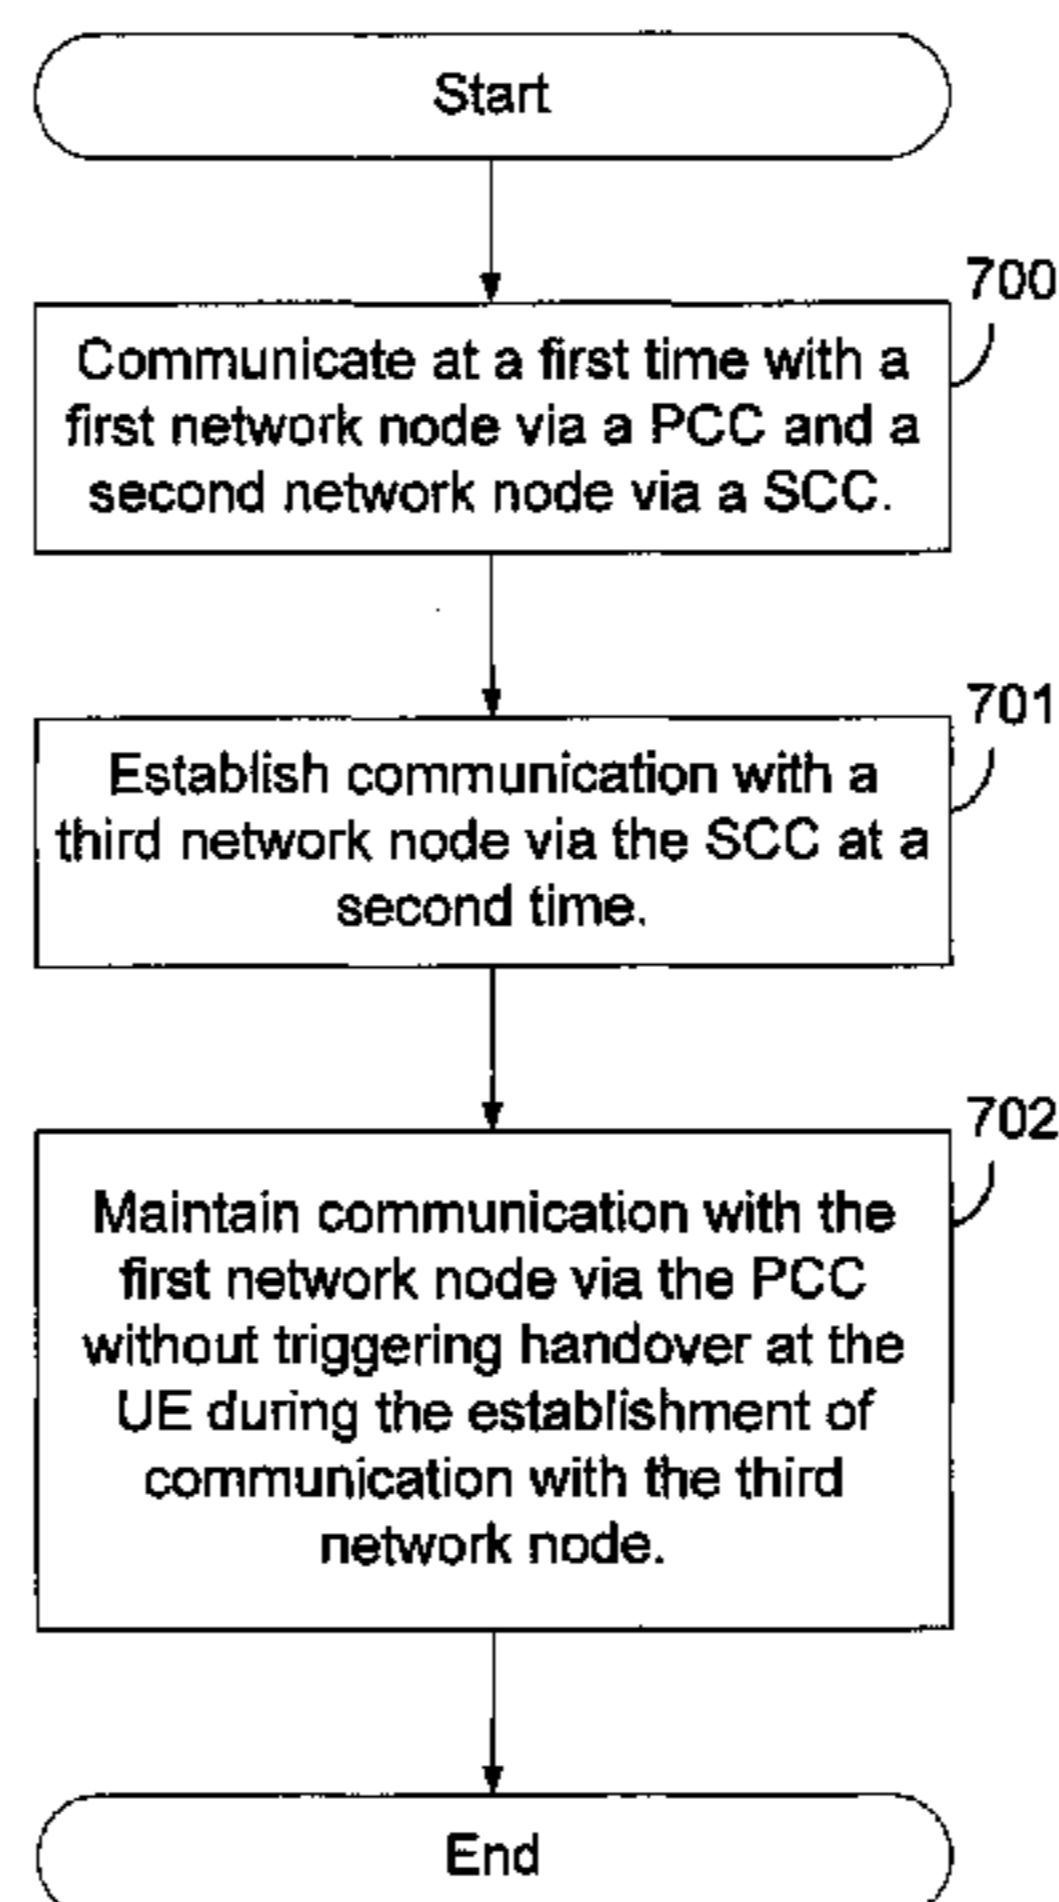 Start
700
Communicate at a first time with a
first network node via a PCC and a
second network node via a SCC.
701
Establish communication with a
third network node via the SCC at a
second time.
702
Maintain communication with the
first network node via the PCC
without triggering handover at the
UE during the establishment of
communication with the third
network node.
End